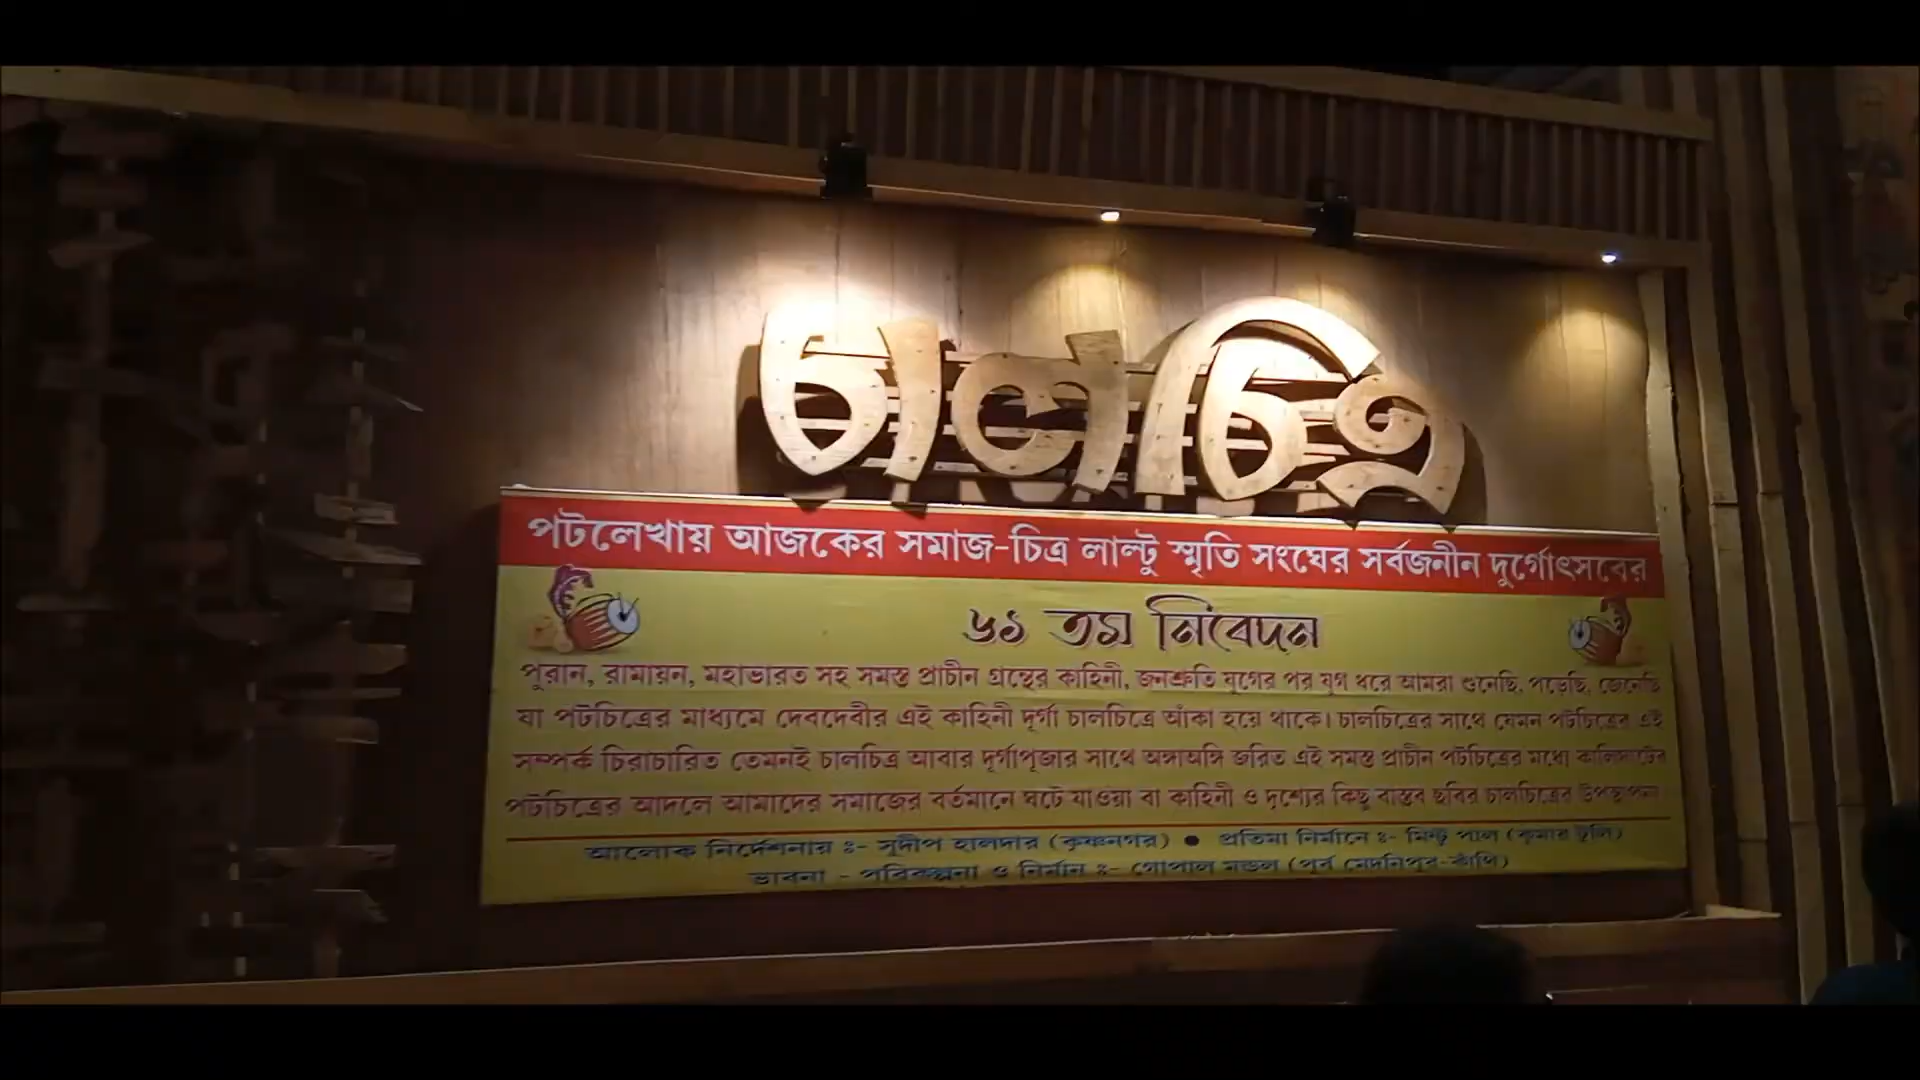 চালচিত্র
পটলেখায় আজকের সমাজ-চিত্র লাল্টু স্মৃতি সংঘের সর্বজনীন দুর্গোৎসবের
৬১ তম নিবেদন
পুরান, রামায়ন, মহাভারত সহ সমস্ত প্রাচীন গ্রন্থের কাহিনী, জনশ্রুতি যুগের পর যুগ ধরে আমরা শুনেছি, পড়েছি, জেনেছি
যা পটচিত্রের মাধ্যমে দেবদেবীর এই কাহিনী দূর্গা চালচিত্রে আঁকা হয়ে থাকে। চালচিত্রের সাথে যেমন পটচিত্রের এই
সম্পর্ক চিরাচারিত তেমনই চালচিত্র আবার দূর্গাপূজার সাথে অঙ্গাঅঙ্গি জরিত এই সমস্ত প্রাচীন পটচিত্রের মধ্যে কালিঘাটের
পটচিত্রের আদলে আমাদের সমাজের বর্তমানে ঘটে যাওয়া বা কাহিনী ও দৃশ্যের কিছু বাস্তব ছবির চালচিত্রের উপস্থাপনা
আলোক নির্দেশনায় ঃ- সুদীপ হালদার (কৃষ্ণনগর) ● প্রতিমা নির্মানে ঃ- মিন্টু পাল (কুমার টুলি)
ভাবনা - পরিকল্পনা ও নির্মান ঃ- গোপাল মন্ডল (পূর্ব মেদনিপুর-কাঁথি)